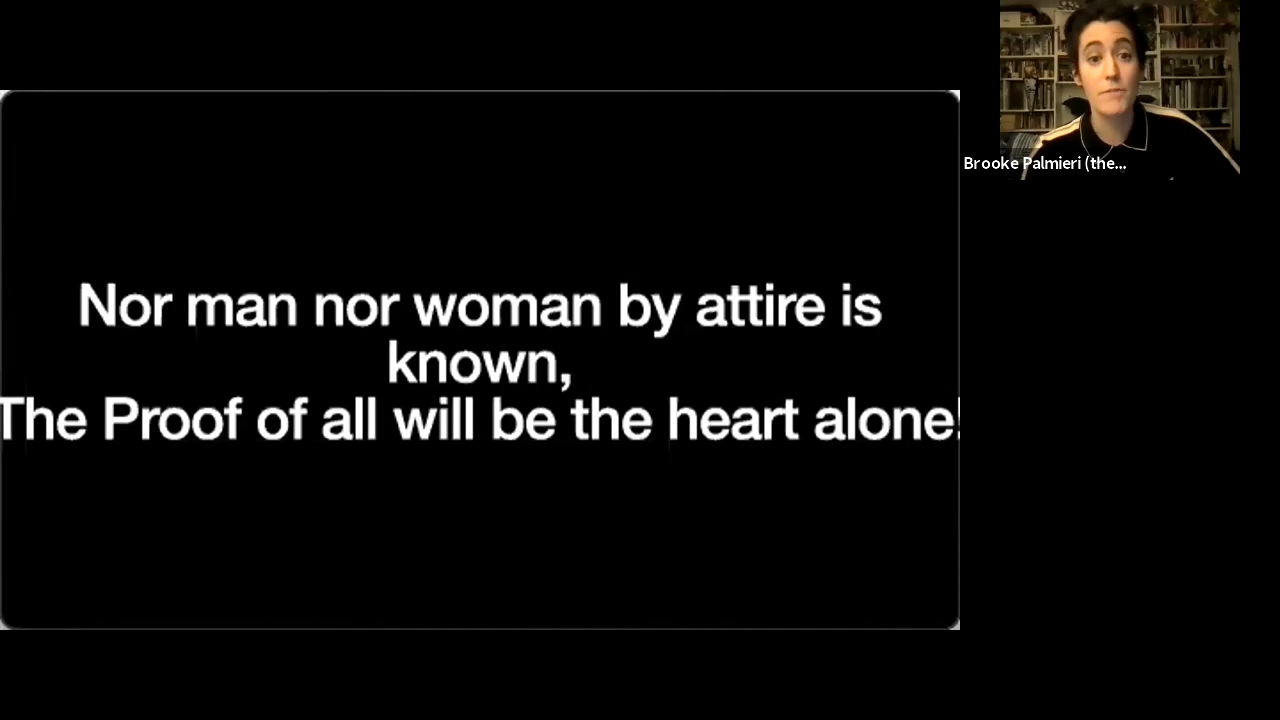 Nor man nor woman by attire is
known,
The Proof of all will be the heart alone!
Brooke Palmieri (the...